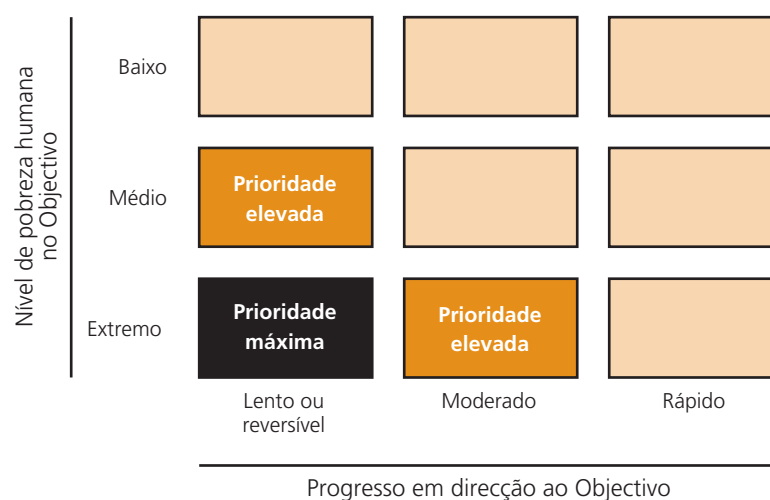 Nível de pobreza humana
no Objectivo
Baixo
Médio
Prioridade
elevada
Extremo
Prioridade
máxima
Prioridade
elevada
Lento ou
reversível
Moderado
Rápido
Progresso em direcção ao Objectivo